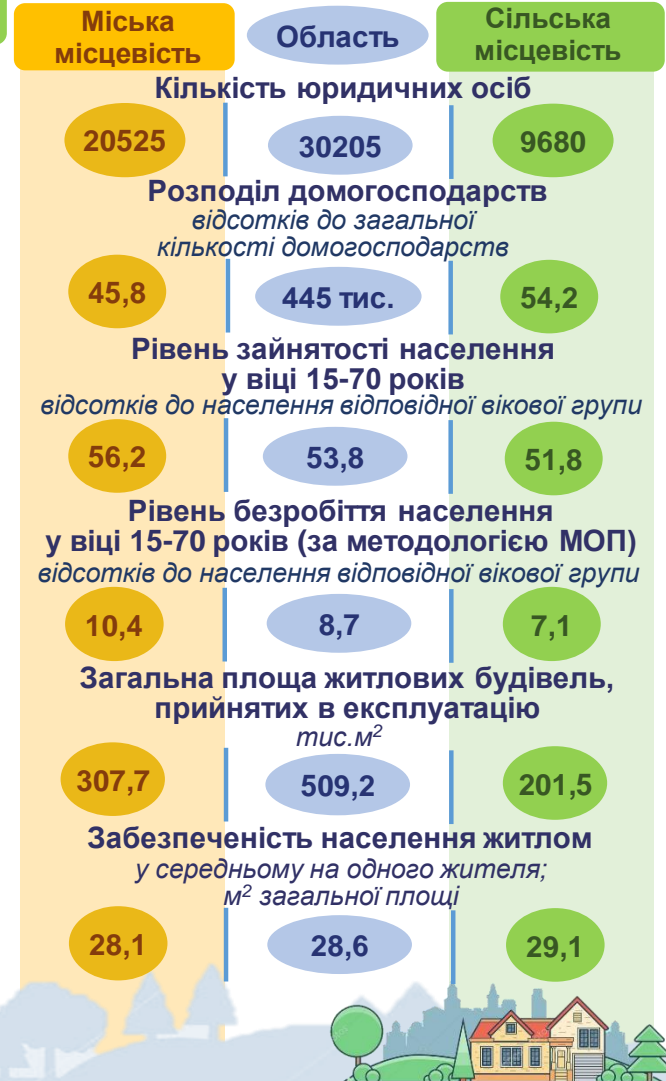 Міська
місцевість
Область
Сільська
місцевість
Кількість юридичних осіб
20525
30205
9680
Розподіл домогосподарств
відсотків до загальної
кількості домогосподарств
45,8
445 тис.
54,2
Рівень зайнятості населення
у віці 15-70 років
відсотків до населення відповідної вікової групи
56,2
53,8
51,8
Рівень безробіття населення
у віці 15-70 років (за методологією МОП)
відсотків до населення відповідної вікової групи
10,4
8,7
7,1
Загальна площа житлових будівель,
прийнятих в експлуатацію
тис.м²
307,7
509,2
201,5
Забезпеченість населення житлом
у середньому на одного жителя;
м² загальної площі
28,1
28,6
29,1